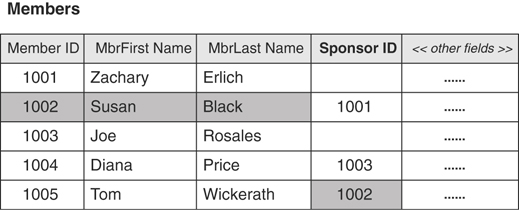 Members
Member ID MbrFirst Name MbrLast Name Sponsor ID << other fields >>
1001 Zachary Erlich ......
1002 Susan Black 1001 ......
1003 Joe Rosales ......
1004 Diana Price 1003 ......
1005 Tom Wickerath 1002 ......